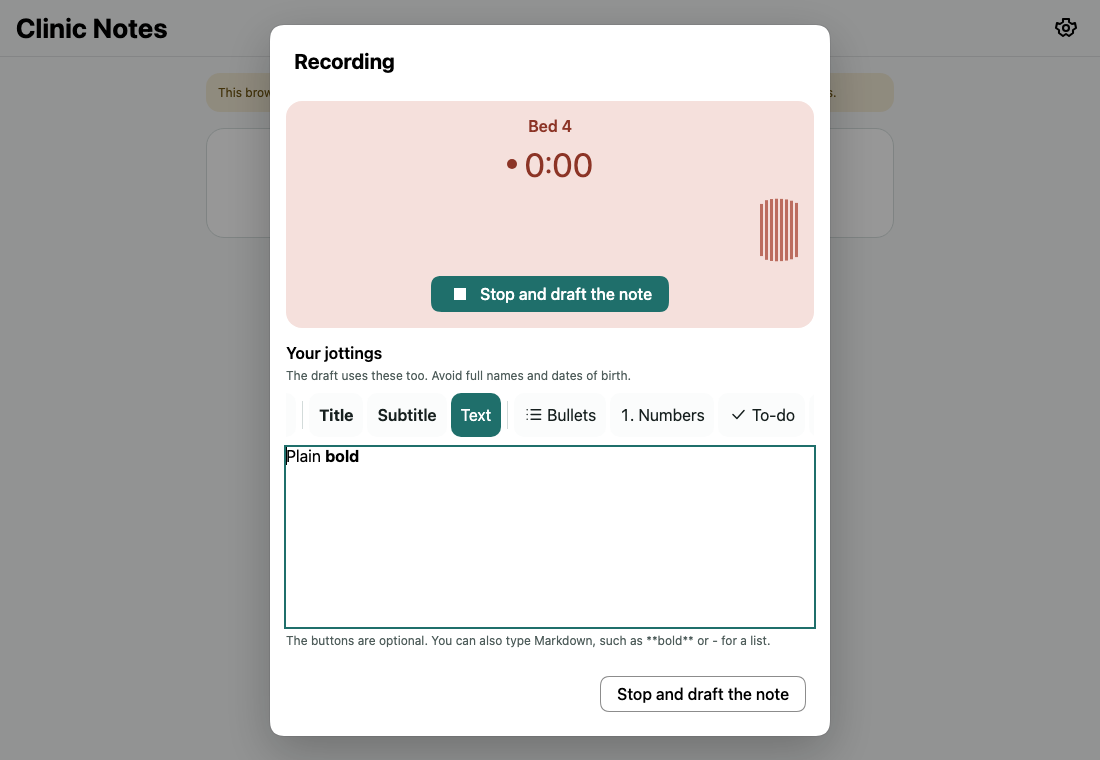 Clinic Notes
Recording
This brow
s.
Bed 4
0:00
Stop and draft the note
Your jottings
The draft uses these too. Avoid full names and dates of birth.
Title Subtitle Text Bullets 1. Numbers To-do
Plain bold
The buttons are optional. You can also type Markdown, such as **bold** or - for a list.
Stop and draft the note